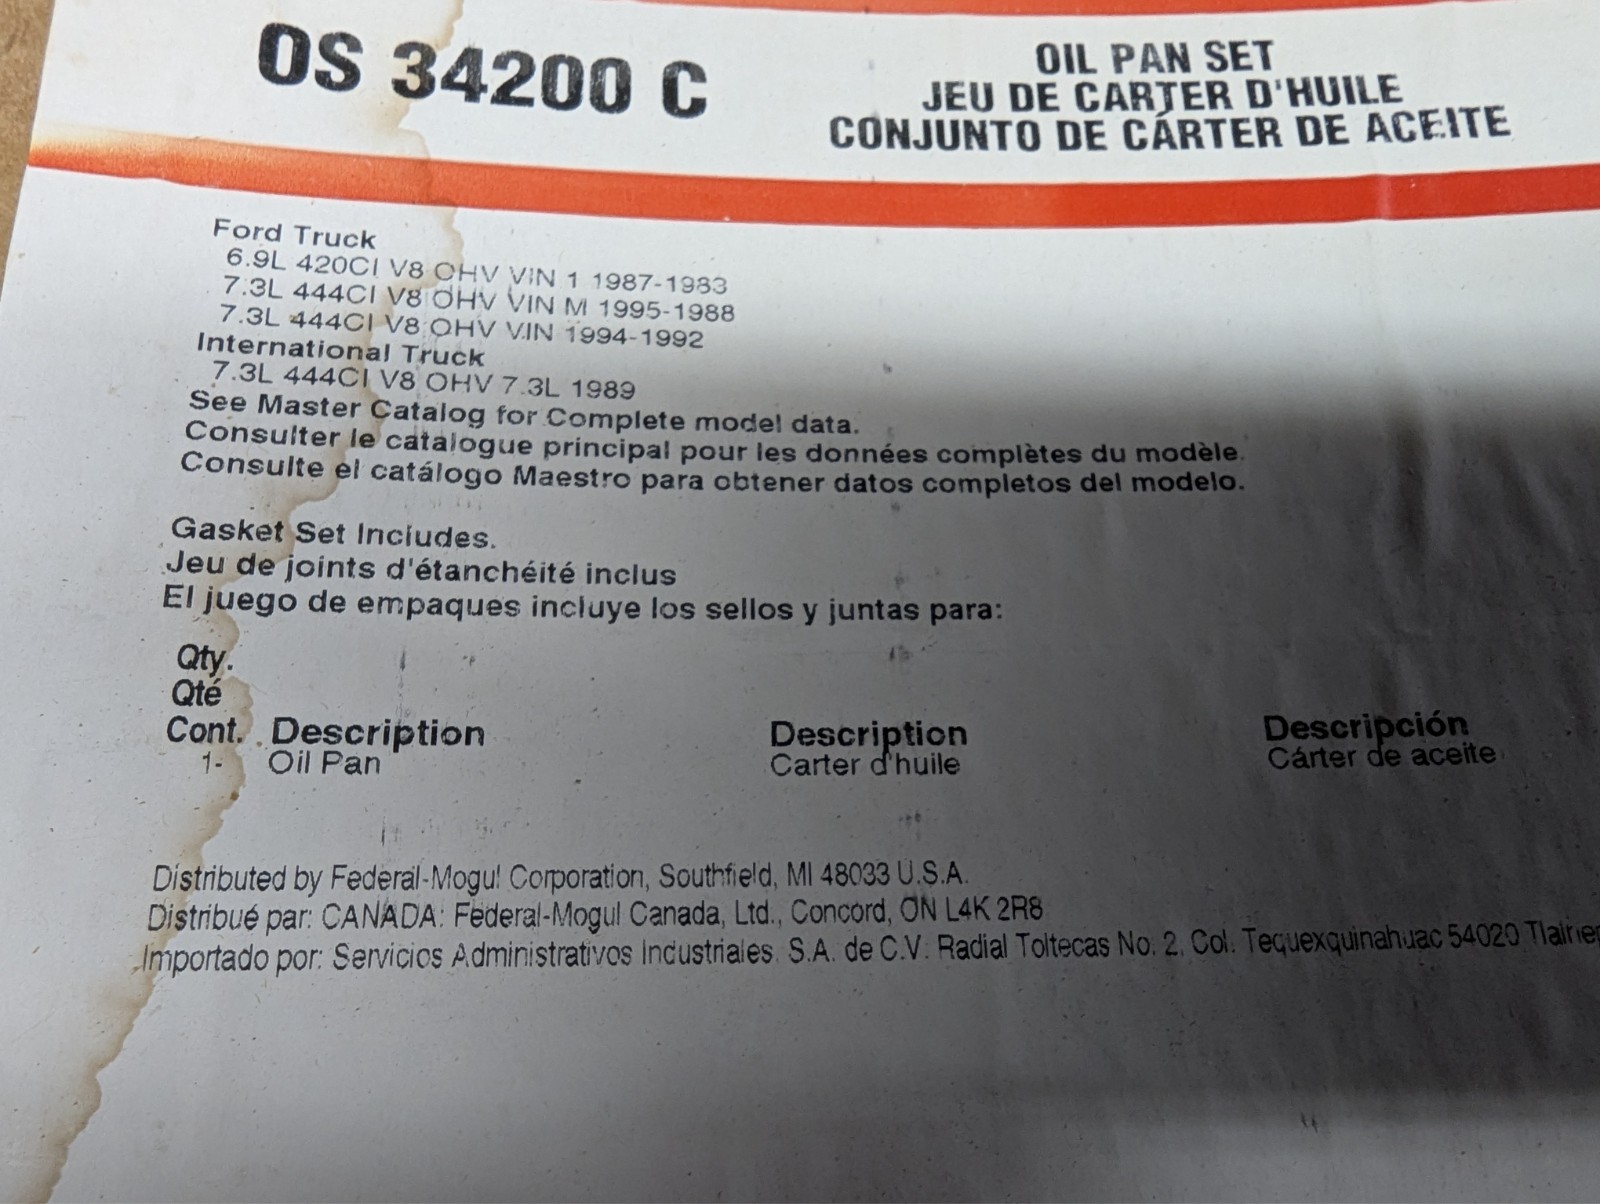 OS 34200 C
OIL PAN SET
JEU DE CARTER D'HUILE
CONJUNTO DE CÁRTER DE ACEITE
Ford Truck
6.9L 420CI V8 OHV VIN 1 1987-1983
7.3L 444CI V8 OHV VIN M 1995-1988
7.3L 444CI V8 OHV VIN 1994-1992
International Truck
7.3L 444CI V8 OHV 7.3L 1989
See Master Catalog for Complete model data.
Consulter le catalogue principal pour les données complètes du modèle.
Consulte el catálogo Maestro para obtener datos completos del modelo.
Gasket Set Includes.
Jeu de joints d'étanchéité inclus
El juego de empaques incluye los sellos y juntas para:
Qty.
Qté
Cont. Description Description Descripción
1- Oil Pan Carter d'huile Cárter de aceite
Distributed by Federal-Mogul Corporation, Southfield, MI 48033 U.S.A.
Distribué par: CANADA: Federal-Mogul Canada, Ltd., Concord, ON L4K 2R8
Importado por: Servicios Administrativos Industriales. S.A. de C.V. Radial Toltecas No. 2, Col. Tequexquinahuac 54020